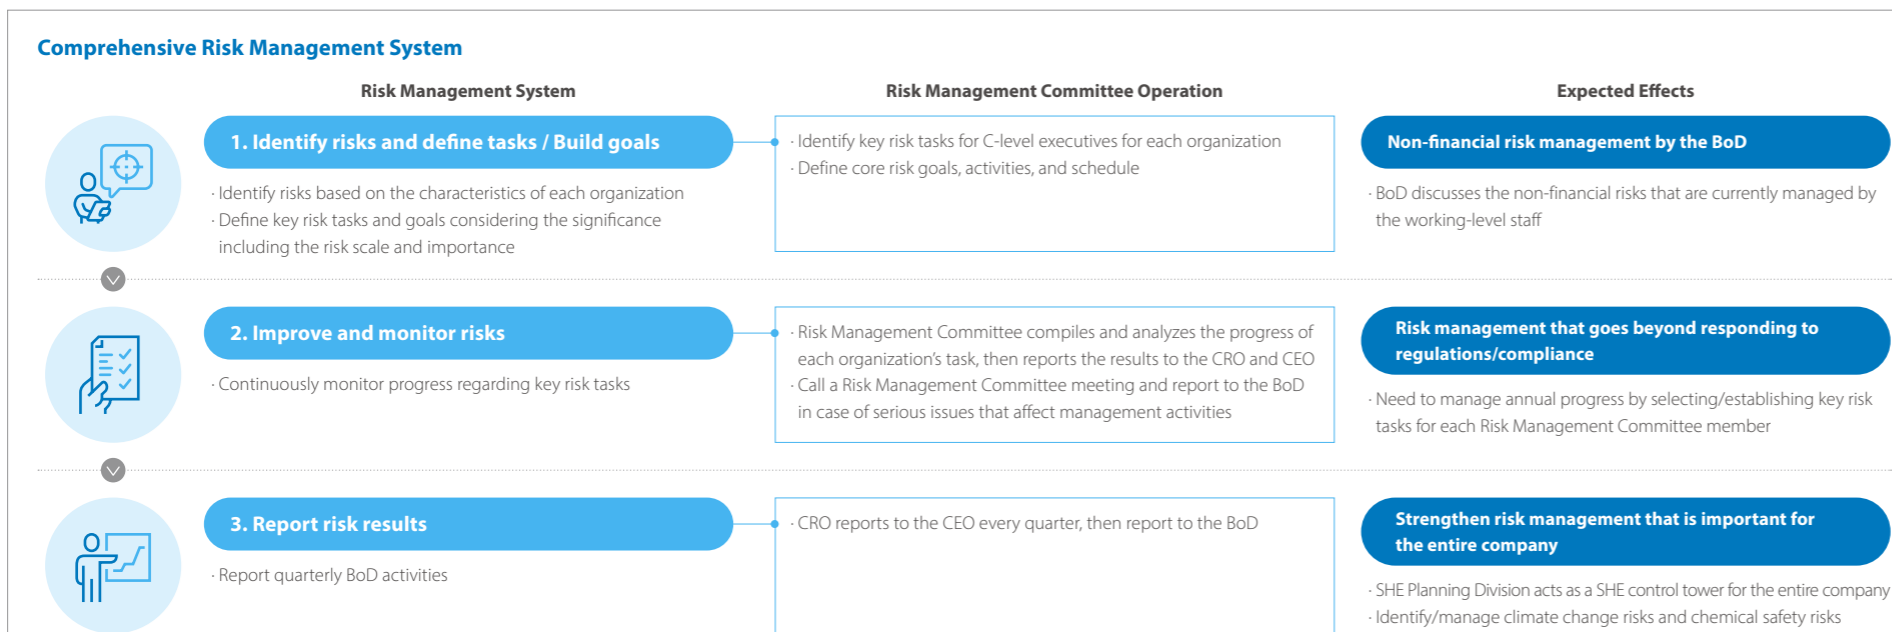 Comprehensive Risk Management System
Risk Management System
Risk Management Committee Operation
Expected Effects
1. Identify risks and define tasks / Build goals
· Identify risks based on the characteristics of each organization
· Define key risk tasks and goals considering the significance
including the risk scale and importance
· Identify key risk tasks for C-level executives for each organization
· Define core risk goals, activities, and schedule
Non-financial risk management by the BoD
· BoD discusses the non-financial risks that are currently managed by
the working-level staff
2. Improve and monitor risks
· Continuously monitor progress regarding key risk tasks
· Risk Management Committee compiles and analyzes the progress of
each organization’s task, then reports the results to the CRO and CEO
· Call a Risk Management Committee meeting and report to the BoD
in case of serious issues that affect management activities
Risk management that goes beyond responding to
regulations/compliance
· Need to manage annual progress by selecting/establishing key risk
tasks for each Risk Management Committee member
3. Report risk results
· Report quarterly BoD activities
· CRO reports to the CEO every quarter, then report to the BoD
Strengthen risk management that is important for
the entire company
· SHE Planning Division acts as a SHE control tower for the entire company
· Identify/manage climate change risks and chemical safety risks